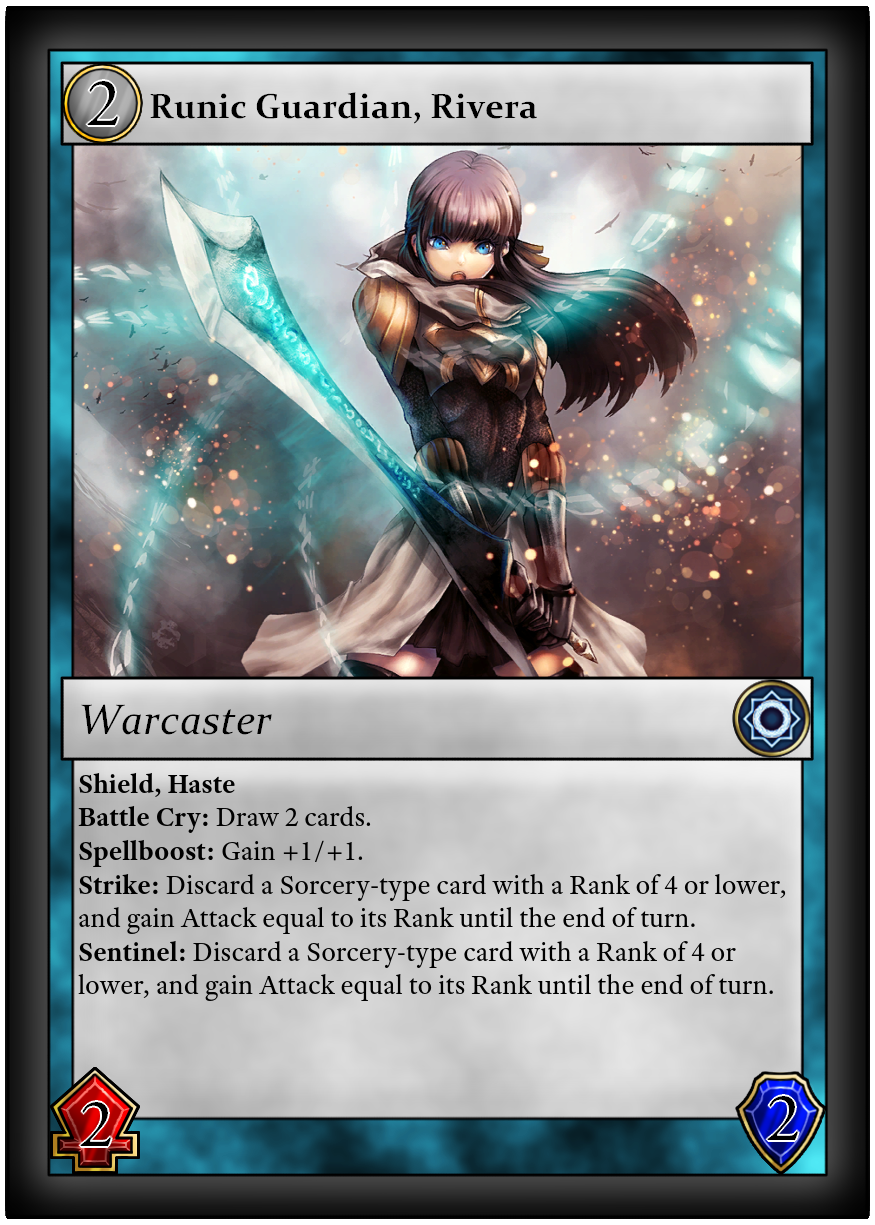 2
Runic Guardian, Rivera
Warcaster
Shield, Haste
Battle Cry: Draw 2 cards.
Spellboost: Gain +1/+1.
Strike: Discard a Sorcery-type card with a Rank of 4 or lower,
and gain Attack equal to its Rank until the end of turn.
Sentinel: Discard a Sorcery-type card with a Rank of 4 or
lower, and gain Attack equal to its Rank until the end of turn.
2
2